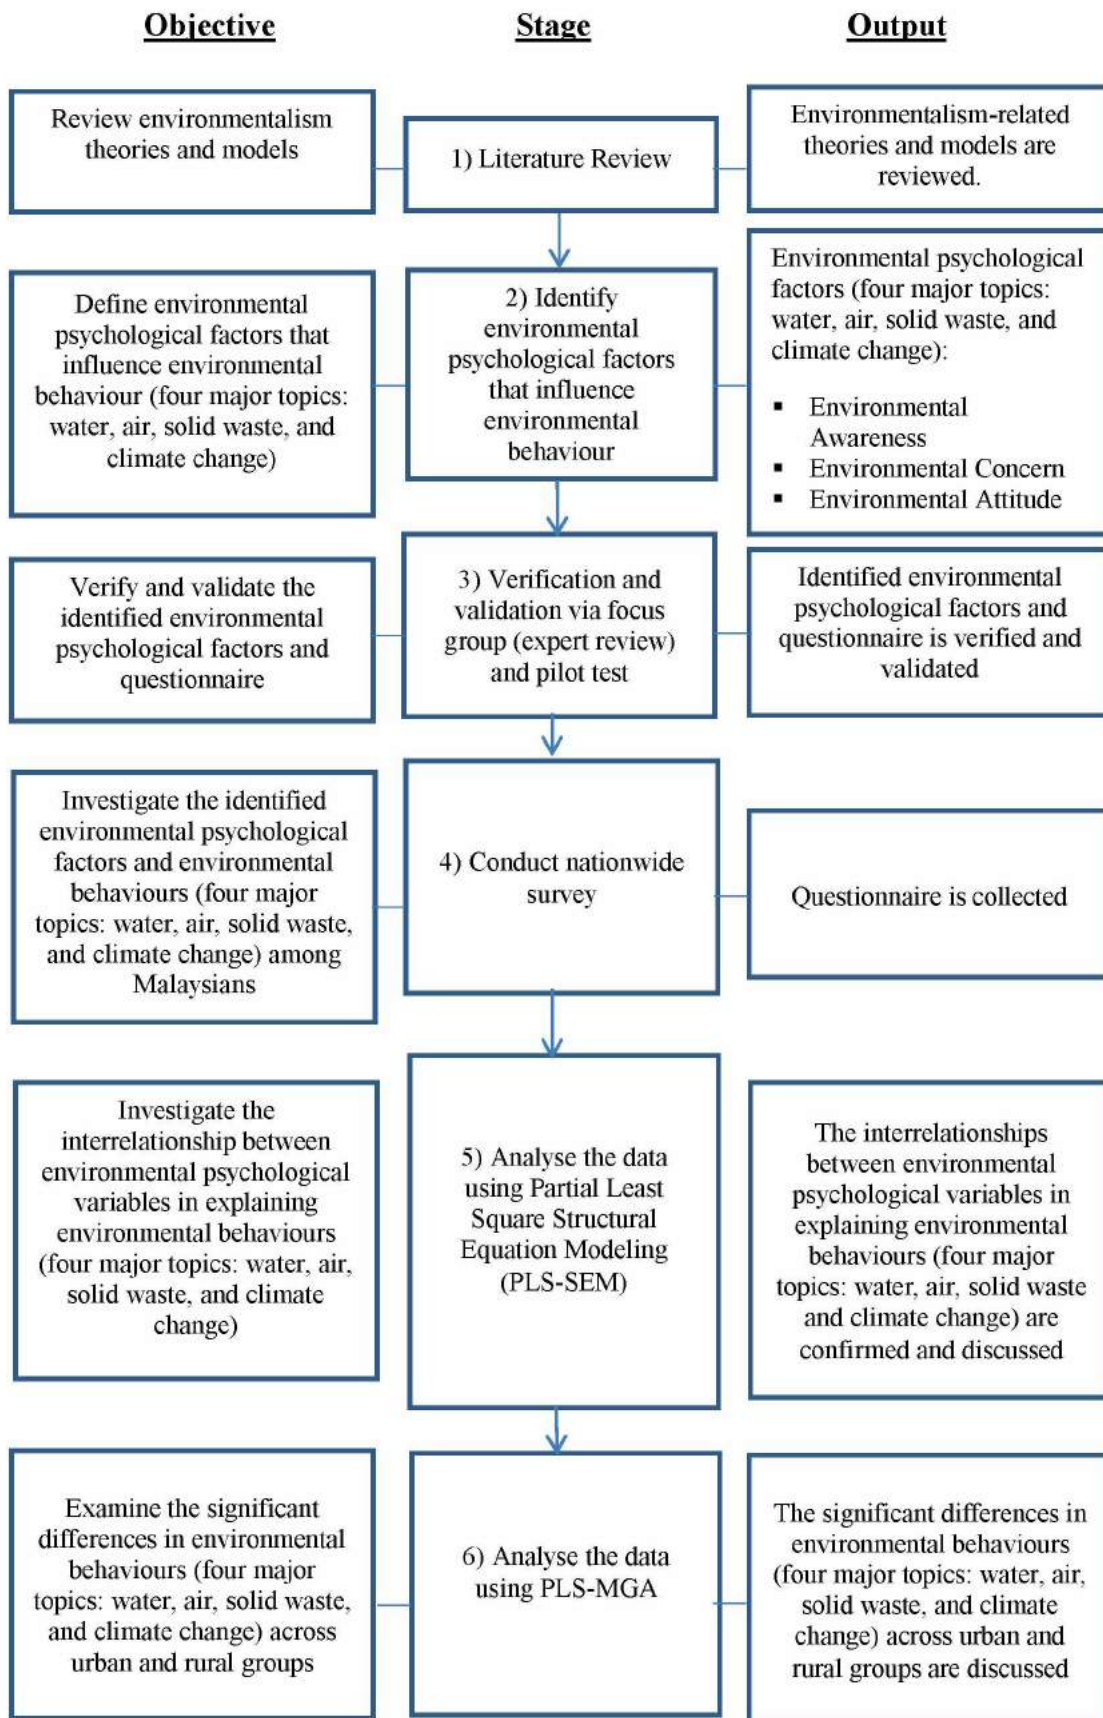 Objective
Stage
Output
Review environmentalism
theories and models
1) Literature Review
Environmentalism-related
theories and models are
reviewed.
Define environmental
psychological factors that
influence environmental
behaviour (four major topics:
water, air, solid waste, and
climate change)
2) Identify
environmental
psychological factors
that influence
environmental
behaviour
Environmental psychological
factors (four major topics:
water, air, solid waste, and
climate change):
▪ Environmental
Awareness
▪ Environmental Concern
▪ Environmental Attitude
Verify and validate the
identified environmental
psychological factors and
questionnaire
3) Verification and
validation via focus
group (expert review)
and pilot test
Identified environmental
psychological factors and
questionnaire is verified and
validated
Investigate the identified
environmental psychological
factors and environmental
behaviours (four major
topics: water, air, solid waste,
and climate change) among
Malaysians
4) Conduct nationwide
survey
Questionnaire is collected
Investigate the
interrelationship between
environmental psychological
variables in explaining
environmental behaviours
(four major topics: water, air,
solid waste, and climate
change)
5) Analyse the data
using Partial Least
Square Structural
Equation Modeling
(PLS-SEM)
The interrelationships
between environmental
psychological variables in
explaining environmental
behaviours (four major
topics: water, air, solid waste
and climate change) are
confirmed and discussed
Examine the significant
differences in environmental
behaviours (four major
topics: water, air, solid waste,
and climate change) across
urban and rural groups
6) Analyse the data
using PLS-MGA
The significant differences in
environmental behaviours
(four major topics: water, air,
solid waste, and climate
change) across urban and
rural groups are discussed